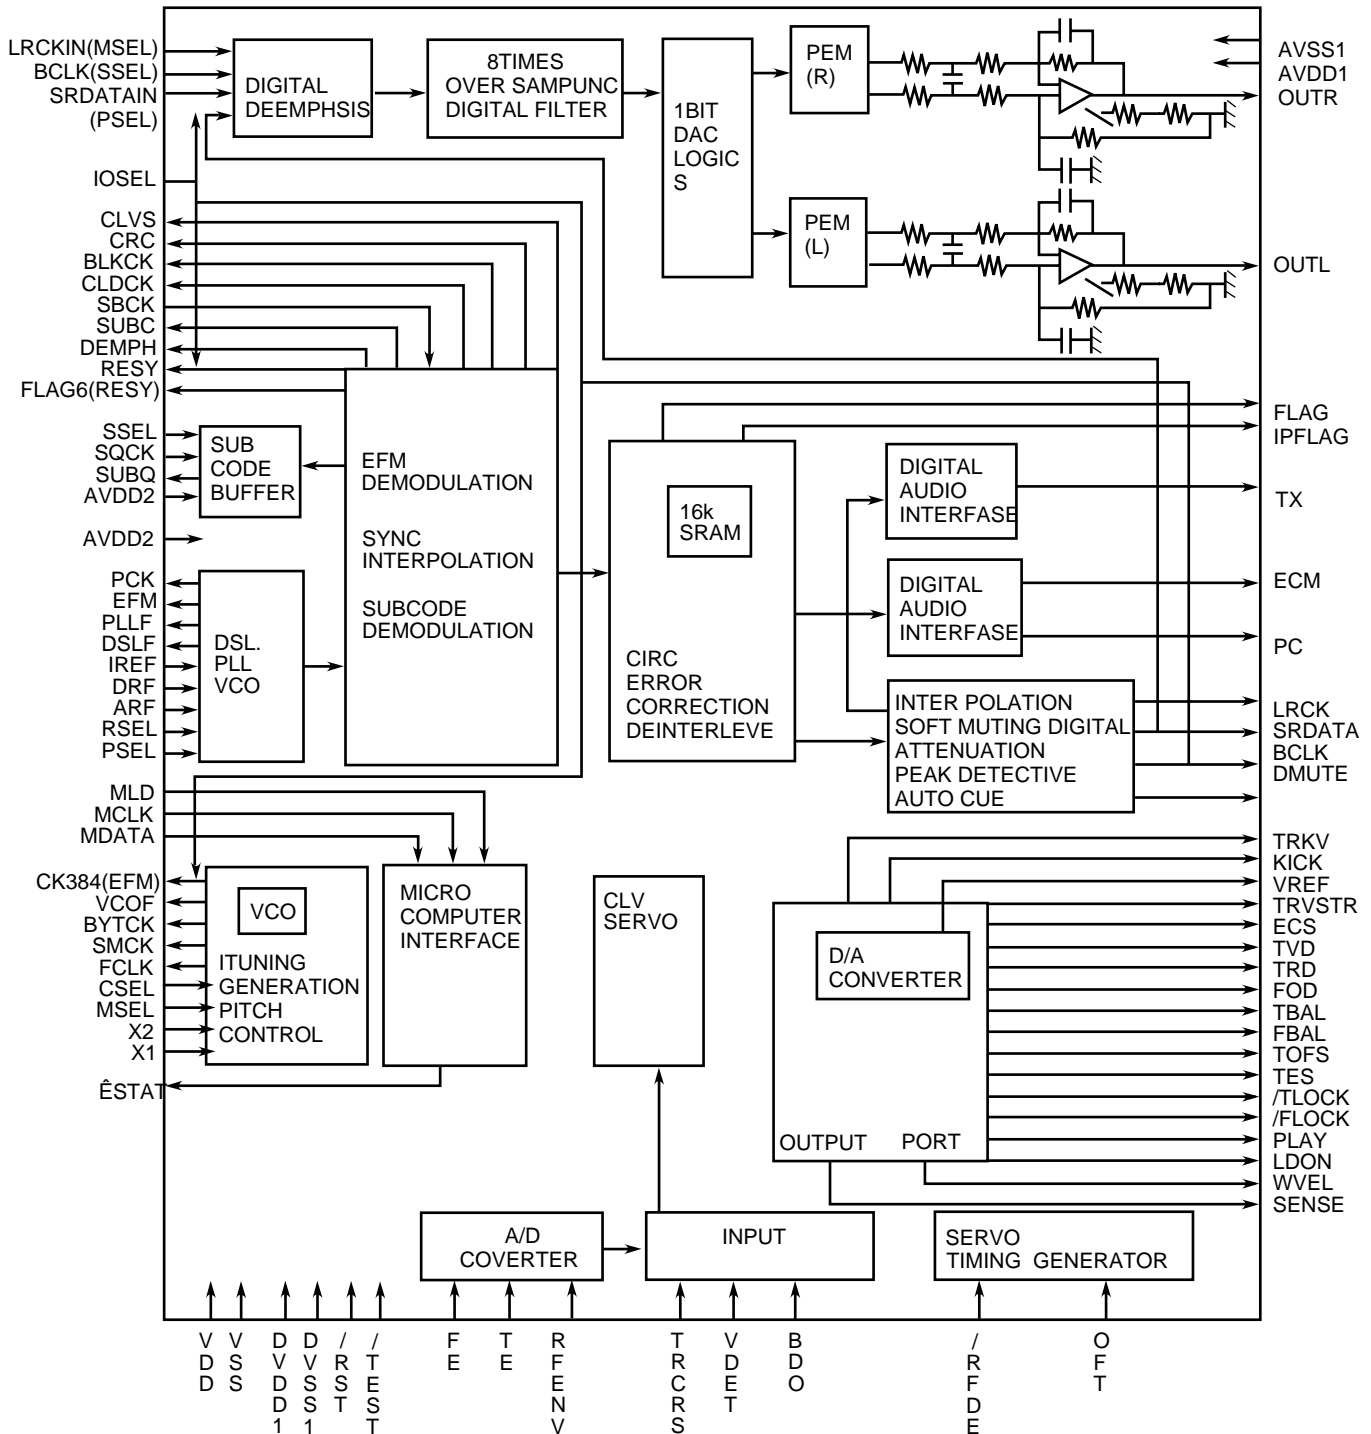 LRCKIN(MSEL)
BCLK(SSEL)
SRDATAIN
(PSEL)
IOSEL
CLVS
CRC
BLKCK
CLDCK
SBCK
SUBC
DEMPH
RESY
FLAG6(RESY)
SSEL
SQCK
SUBQ
AVDD2
AVDD2
PCK
EFM
PLLF
DSLF
IREF
DRF
ARF
RSEL
PSEL
MLD
MCLK
MDATA
CK384(EFM)
VCOF
BYTCK
SMCK
FCLK
CSEL
MSEL
X2
X1
ÊSTAT
DIGITAL
DEEMPHSIS
8TIMES
OVER SAMPUNC
DIGITAL FILTER
1BIT
DAC
LOGIC
S
PEM
(R)
PEM
(L)
SUB
CODE
BUFFER
DSL.
PLL
VCO
EFM
DEMODULATION
SYNC
INTERPOLATION
SUBCODE
DEMODULATION
16k
SRAM
CIRC
ERROR
CORRECTION
DEINTERLEVE
DIGITAL
AUDIO
INTERFASE
DIGITAL
AUDIO
INTERFASE
INTER POLATION
SOFT MUTING DIGITAL
ATTENUATION
PEAK DETECTIVE
AUTO CUE
VCO
ITUNING
GENERATION
PITCH
CONTROL
MICRO
COMPUTER
INTERFACE
CLV
SERVO
D/A
CONVERTER
OUTPUT PORT
A/D
COVERTER
INPUT
SERVO
TIMING GENERATOR
AVSS1
AVDD1
OUTR
OUTL
FLAG
IPFLAG
TX
ECM
PC
LRCK
SRDATA
BCLK
DMUTE
TRKV
KICK
VREF
TRVSTR
ECS
TVD
TRD
FOD
TBAL
FBAL
TOFS
TES
/TLOCK
/FLOCK
PLAY
LDON
WVEL
SENSE
VDD
VSS
DVDD1
DVSS1
/RST
/TEST
FE
TE
RFENV
TRCRS
VDET
BDO
/RFDE
OFT